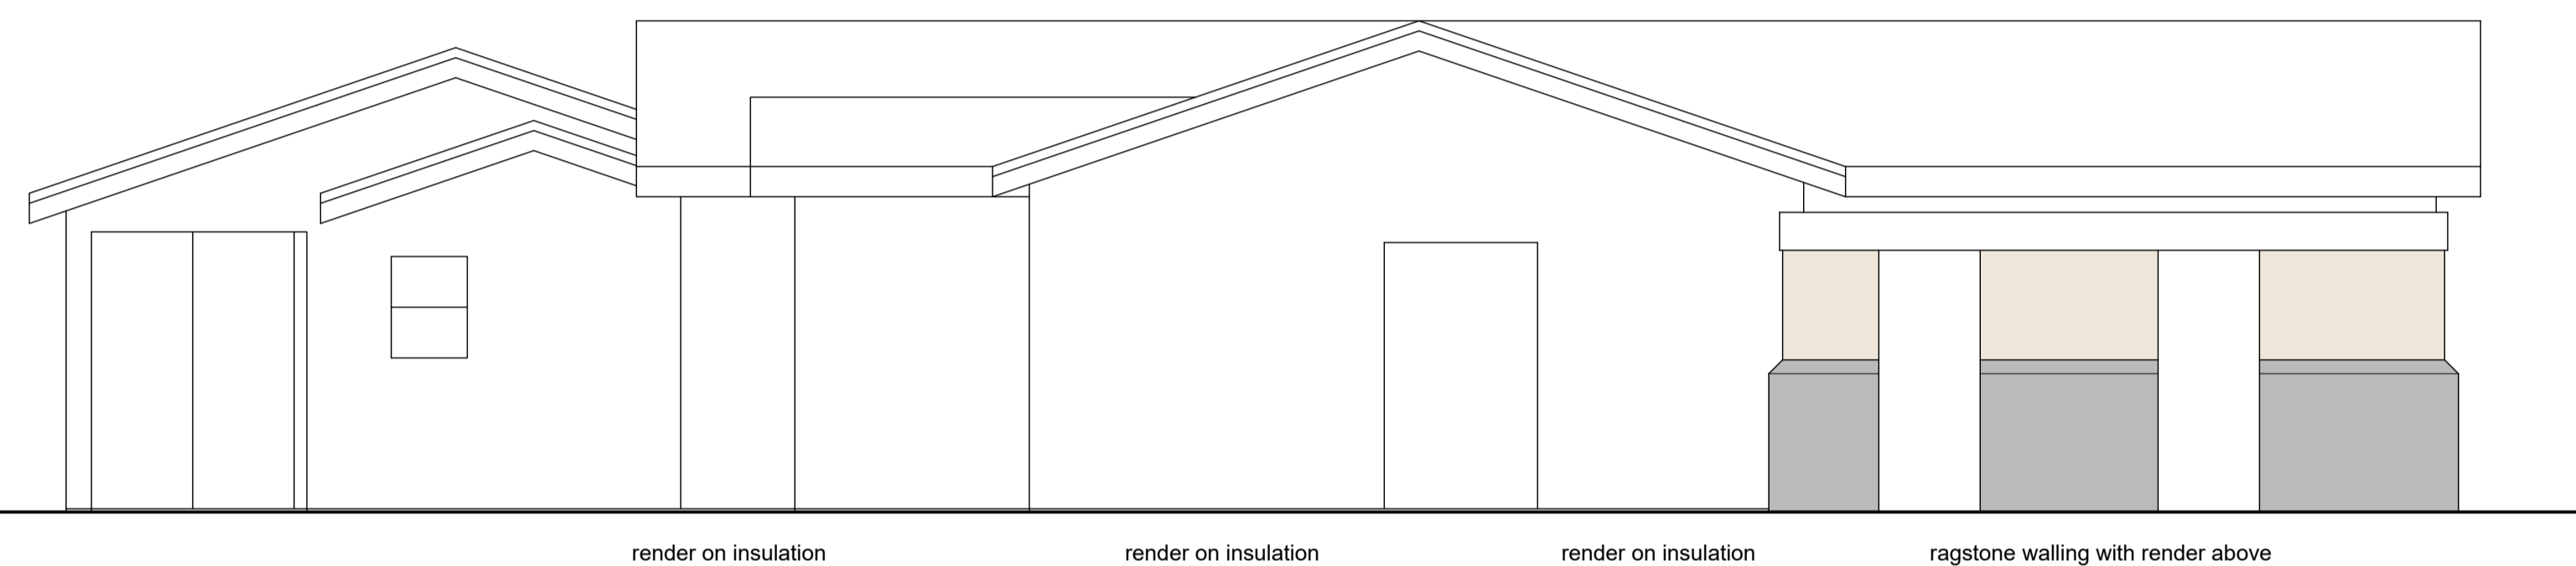 render on insulation
render on insulation
render on insulation
ragstone walling with render above